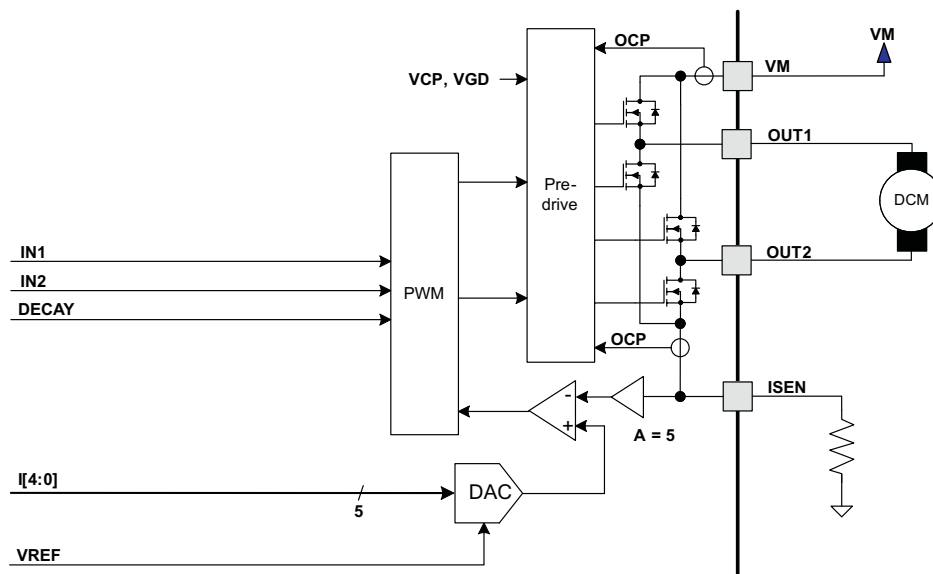 OCP
VM
VM
VCP, VGD
OUT1
Pre-
drive
DCM
IN1
OUT2
IN2
PWM
DECAY
OCP
ISEN
-
+
A = 5
I[4:0]
5
DAC
VREF